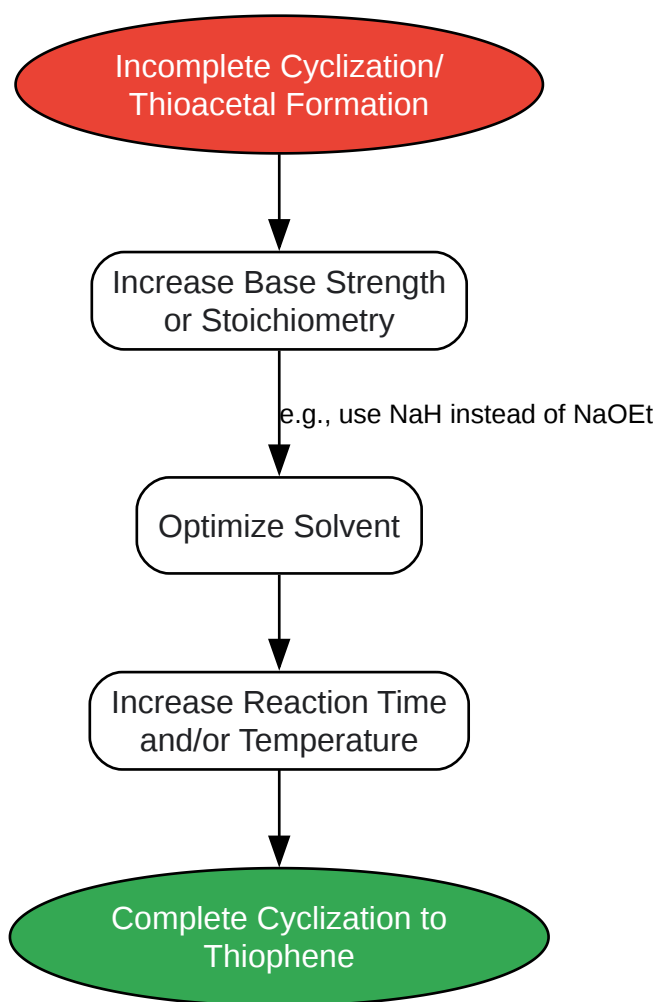 Incomplete Cyclization/
Thioacetal Formation
Increase Base Strength
or Stoichiometry
e.g., use NaH instead of NaOEt
Optimize Solvent
Increase Reaction Time
and/or Temperature
Complete Cyclization to
Thiophene